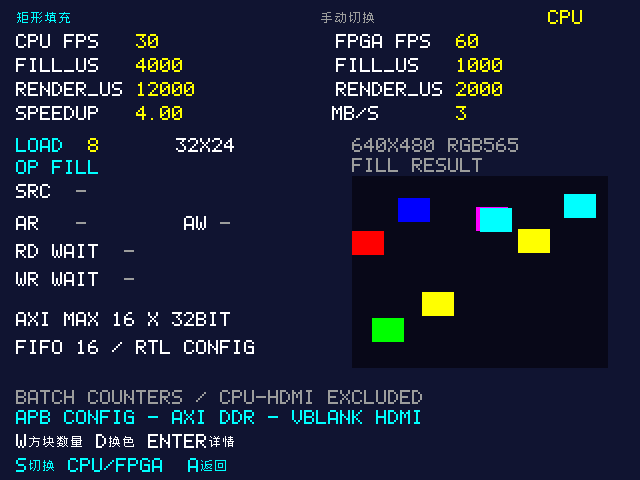 矩形填充 手动切换 CPU
CPU FPS 30 FPGA FPS 60
FILL_US 4000 FILL_US 1000
RENDER_US 12000 RENDER_US 2000
SPEEDUP 4.00 MB/S 3
LOAD 8 32X24 640X480 RGB565
OP FILL FILL RESULT
SRC -
AR - AW -
RD WAIT -
WR WAIT -
AXI MAX 16 X 32BIT
FIFO 16 / RTL CONFIG
BATCH COUNTERS / CPU-HDMI EXCLUDED
APB CONFIG - AXI DDR - VBLANK HDMI
W方块数量 D换色 ENTER详情
S切换 CPU/FPGA A返回